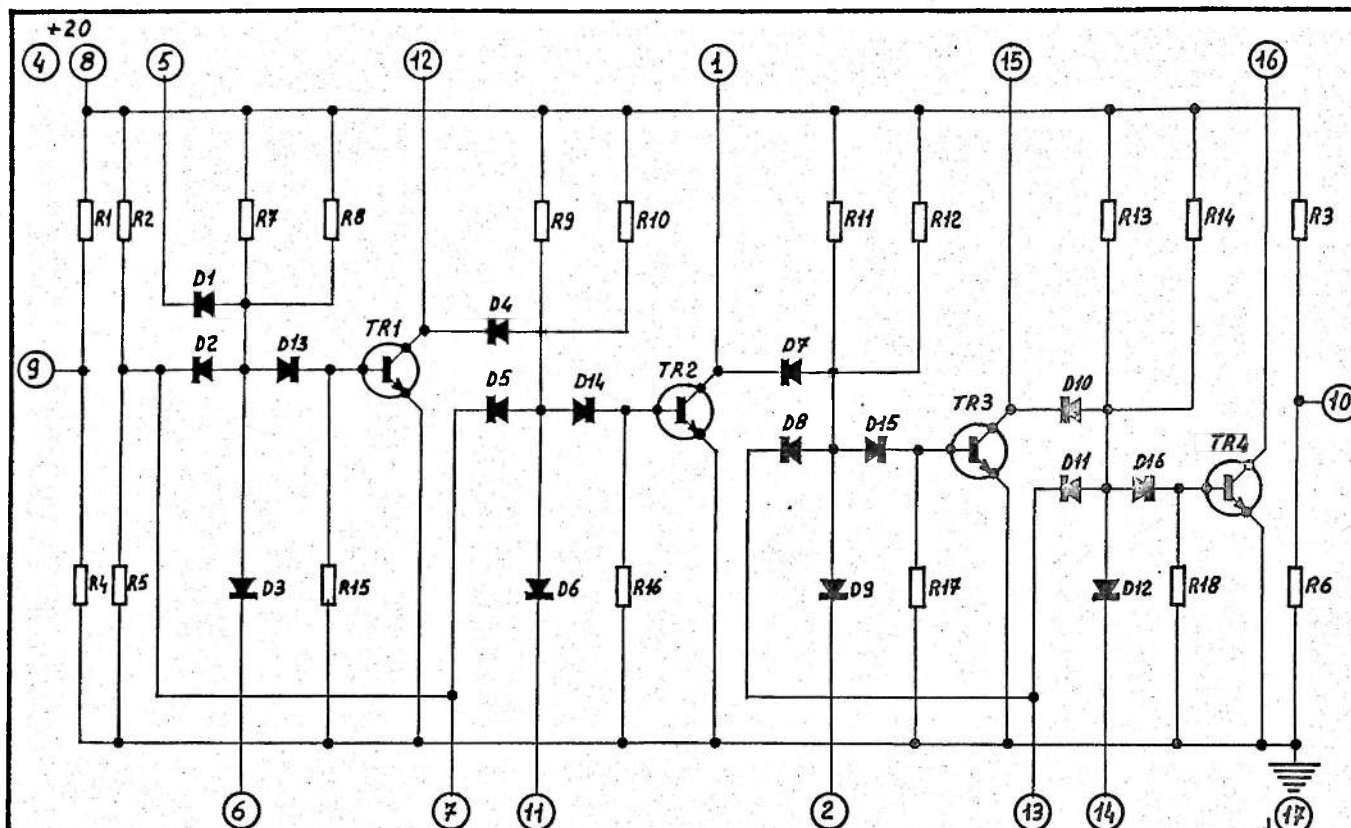 +20
4 8 5 12 1 15 16
R1 R2 R7 R8 R9 R10 R11 R12 R13 R14 R3
D1
D4
TR1
D2 D13
9
D7
D5 D14 TR2
D10
TR3
10
D8 D15
D11 D16 TR4
R4 R5 D3 R15 D6 R16 D9 R17 D12 R18 R6
6 7 11 2 13 14 17